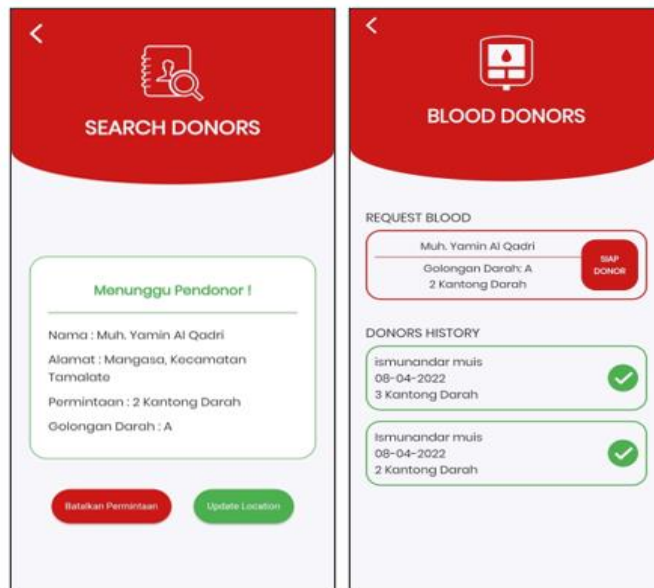 SEARCH DONORS
Menunggu Pendonor !
Nama : Muh. Yamin Al Qadri
Alamat : Mangasa, Kecamatan
Tamalate
Permintaan : 2 Kantong Darah
Golongan Darah : A
Batalkan Permintaan
Update Location
BLOOD DONORS
REQUEST BLOOD
Muh. Yamin Al Qadri
Golongan Darah: A
2 Kantong Darah
SIAP
DONOR
DONORS HISTORY
ismunandar muis
08-04-2022
3 Kantong Darah
Ismunandar muis
08-04-2022
2 Kantong Darah